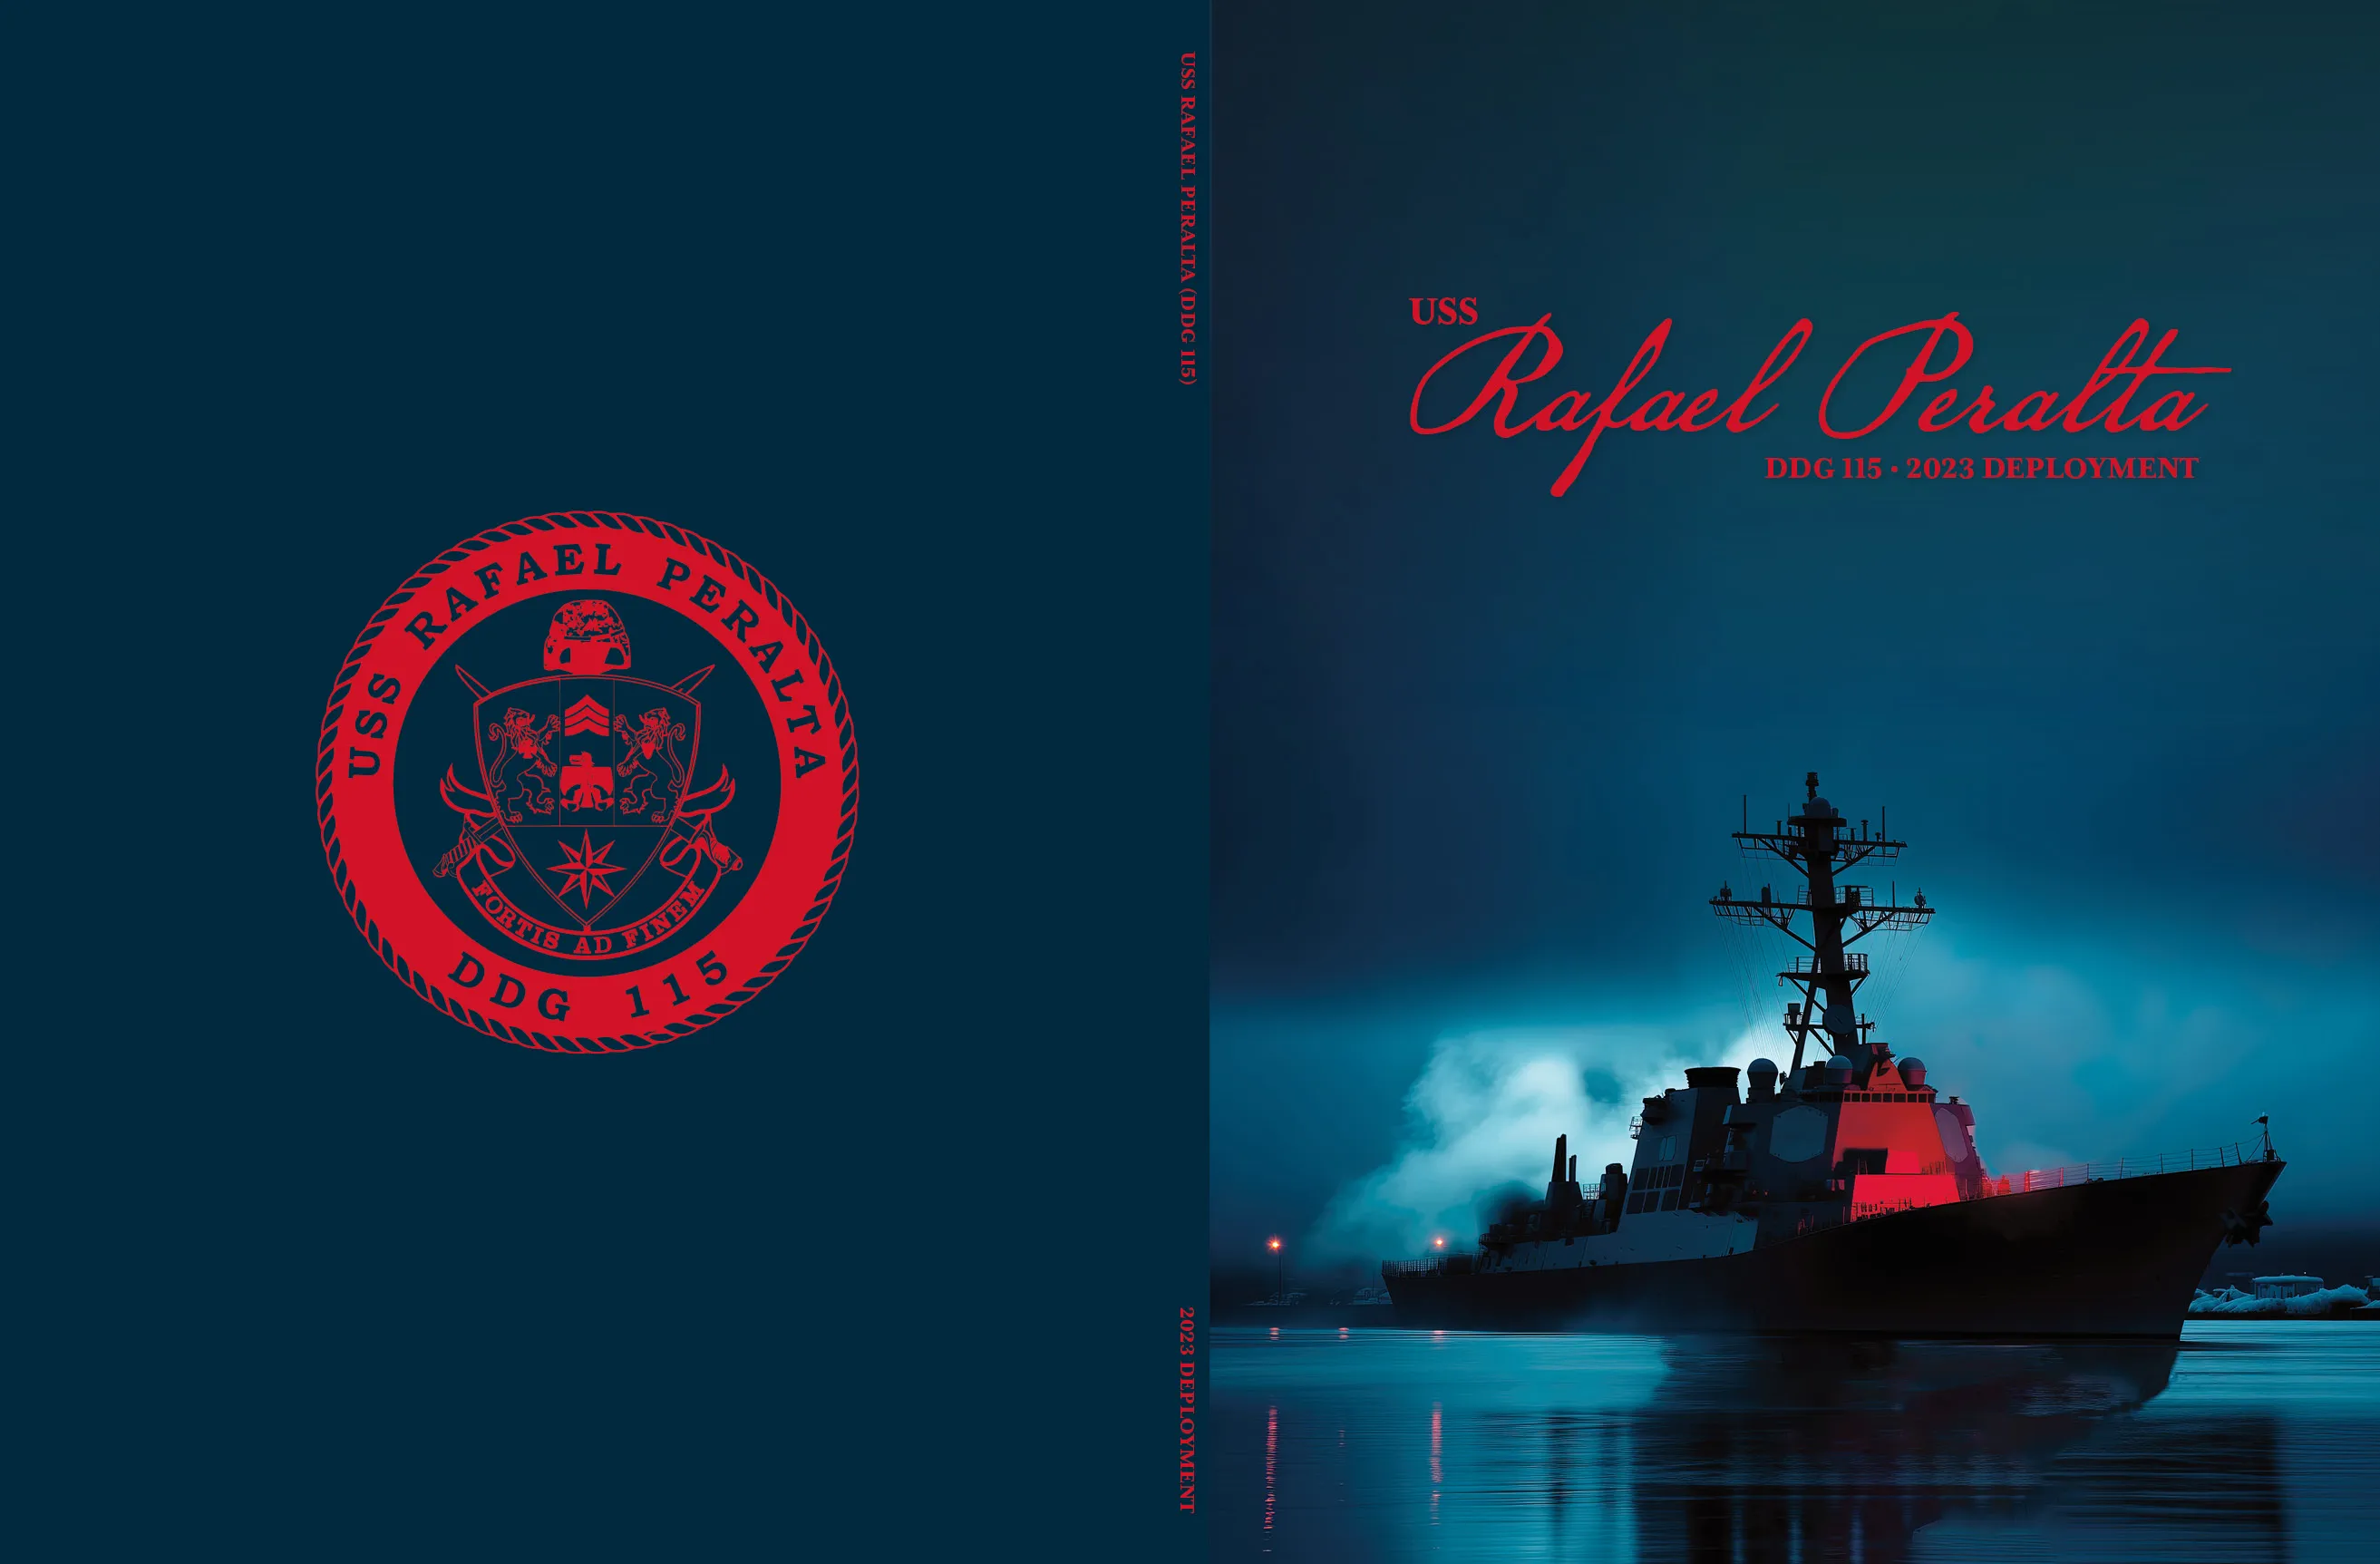 USS RAFAEL PERALTA
FORTIS AD FINEM
DDG 115
USS RAFAEL PERALTA (DDG 115)
2023 DEPLOYMENT
USS
Rafael Peralta
DDG 115 • 2023 DEPLOYMENT